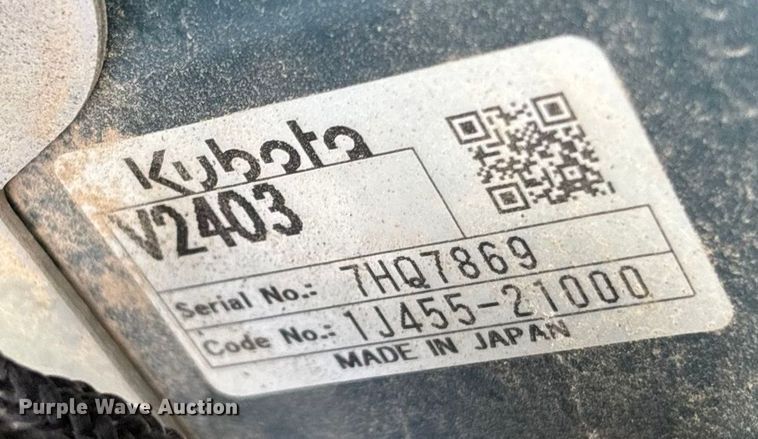 Kubota
V2403
Serial No.: 7HQ7869
Code No.: 1J455-21000
MADE IN JAPAN
Purple Wave Auction